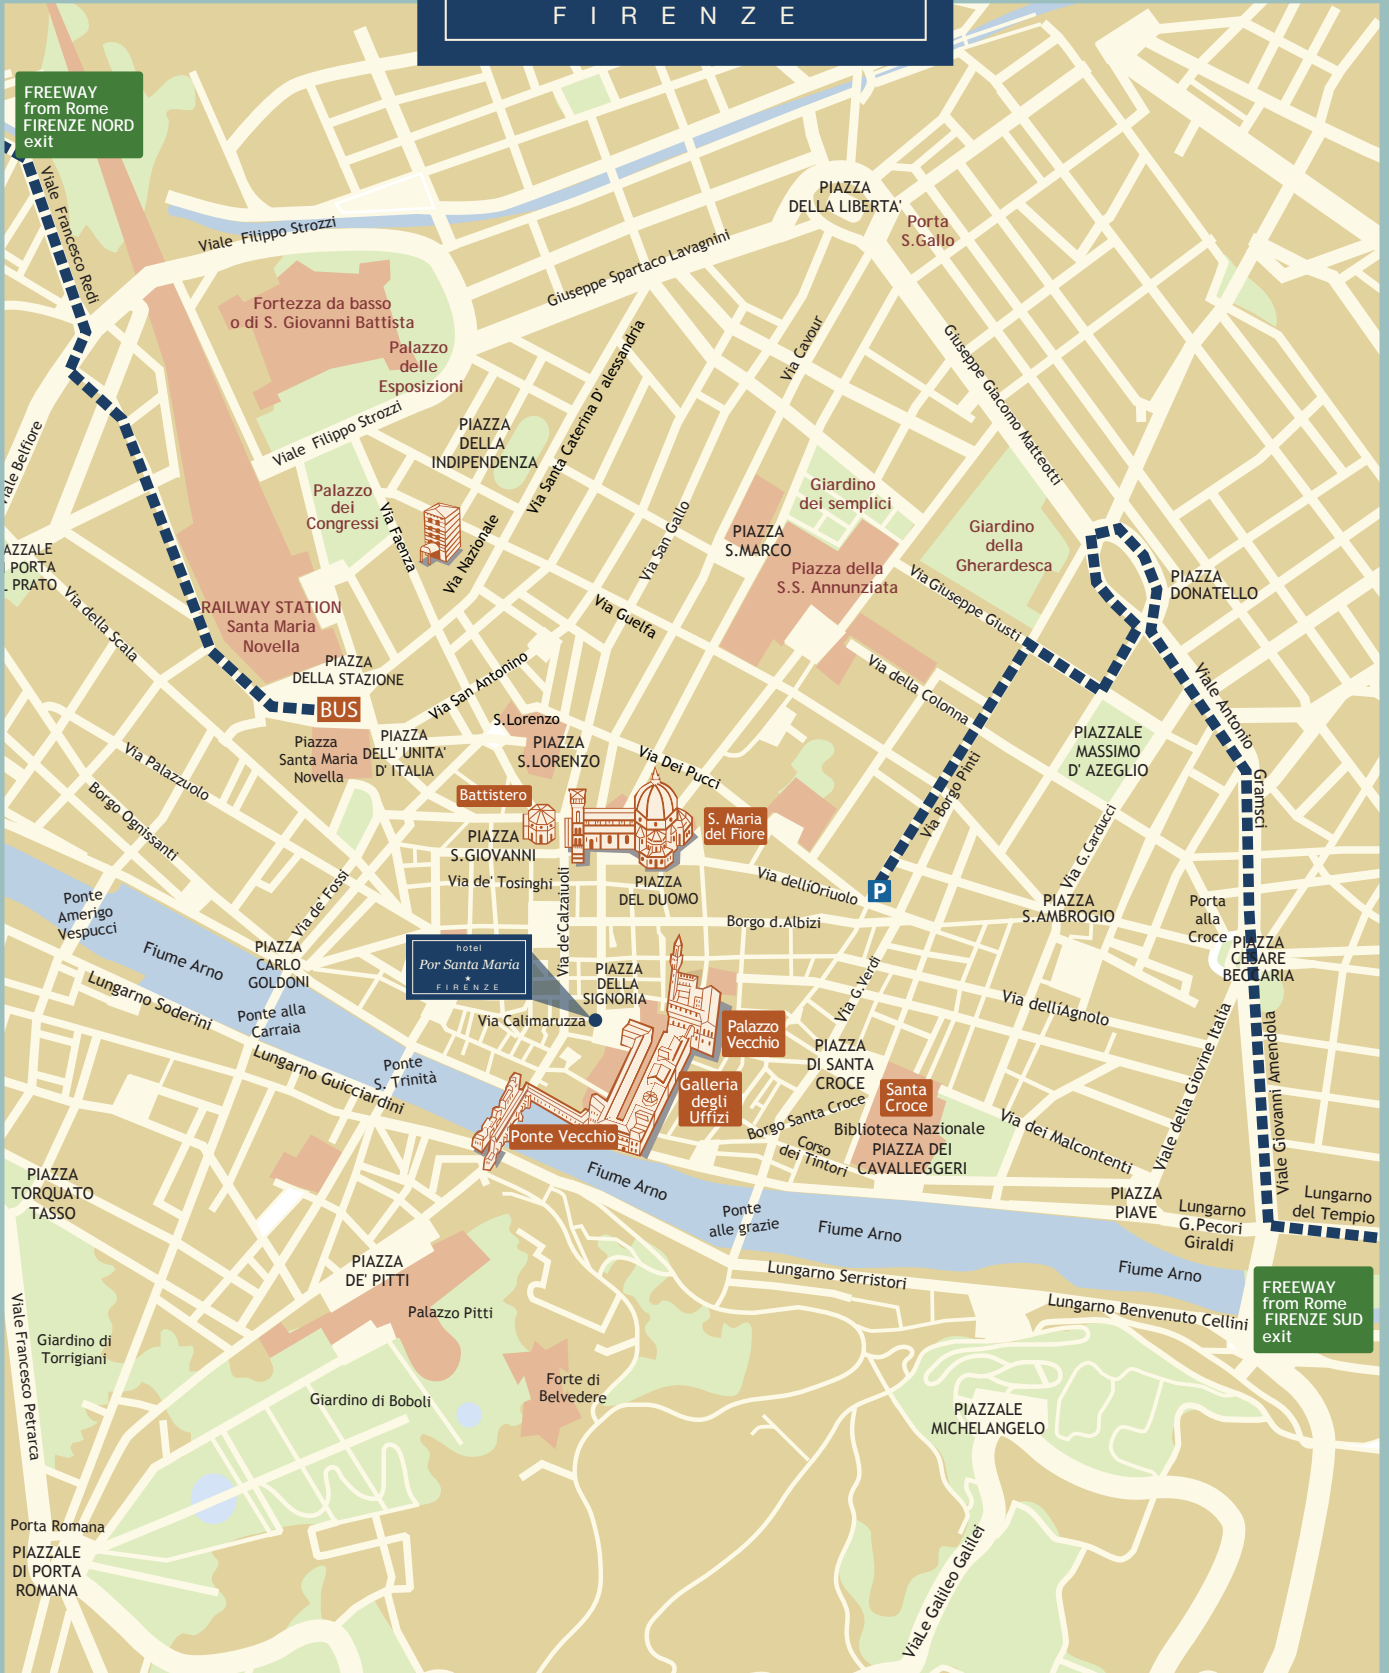 FIRENZE
FREEWAY
from Rome
FIRENZE NORD
exit
Viale Francesco Redi
Viale Filippo Strozzi
PIAZZA
DELLA LIBERTA'
Porta
S.Gallo
Giuseppe Spartaco Lavagnini
Fortezza da basso
o di S. Giovanni Battista
Palazzo
delle
Esposizioni
Via Cavour
Giuseppe Giacomo Matteotti
Via Santa Caterina D' alessandria
Viale Filippo Strozzi
PIAZZA
DELLA
INDIPENDENZA
iale Belfiore
Palazzo
dei
Congressi
Via Faenza
Via Nazionale
Via San Gallo
Giardino
dei semplici
PIAZZA
S.MARCO
Piazza della
S.S. Annunziata
Giardino
della
Gherardesca
AZZALE
PORTA
PRATO
Via della Scala
RAILWAY STATION
Santa Maria
Novella
PIAZZA
DELLA STAZIONE
BUS
Via Guelfa
Via Giuseppe Giusti
PIAZZA
DONATELLO
Via San Antonino
Via della Colonna
Viale Antonio
Gramsci
S.Lorenzo
PIAZZA
S.LORENZO
Piazza
Santa Maria
Novella
PIAZZA
DELL' UNITA'
D' ITALIA
Via Dei Pucci
PIAZZALE
MASSIMO
D' AZEGLIO
Via Palazzuolo
Borgo Ognissanti
Battistero
S. Maria
del Fiore
Via Borgo Pinti
Via G.Carducci
PIAZZA
S.GIOVANNI
Via de' Tosinghi
Via de'Calzaiuoli
PIAZZA
DEL DUOMO
Via dellíOriuolo
P
Via de' Fossi
Ponte
Amerigo
Vespucci
Borgo d.Albizi
PIAZZA
S.AMBROGIO
Porta
alla
Croce
PIAZZA
CESARE
BECCARIA
Fiume Arno
PIAZZA
CARLO
GOLDONI
hotel
Por Santa Maria
FIRENZE
PIAZZA
DELLA
SIGNORIA
Via G.Verdi
Via dellíAgnolo
Lungarno Soderini
Ponte alla
Carraia
Via Calimaruzza
Palazzo
Vecchio
PIAZZA
DI SANTA
CROCE
Lungarno Guicciardini
Ponte
S. Trinità
Galleria
degli
Uffizi
Santa
Croce
Viale della Giovine Italia
Viale Giovanni Amendola
Borgo Santa Croce
Biblioteca Nazionale
PIAZZA DEI
CAVALLEGGERI
Via dei Malcontenti
Ponte Vecchio
Corso
dei Tintori
Fiume Arno
PIAZZA
TORQUATO
TASSO
PIAZZA
PIAVE
Lungarno
G.Pecori
Giraldi
Lungarno
del Tempio
Ponte
alle grazie
Fiume Arno
PIAZZA
DE' PITTI
Lungarno Serristori
Fiume Arno
FREEWAY
from Rome
FIRENZE SUD
exit
Lungarno Benvenuto Cellini
Palazzo Pitti
Viale Francesco Petrarca
Giardino di
Torrigiani
Giardino di Boboli
Forte di
Belvedere
PIAZZALE
MICHELANGELO
Porta Romana
PIAZZALE
DI PORTA
ROMANA
ViaLe Galileo Galilei